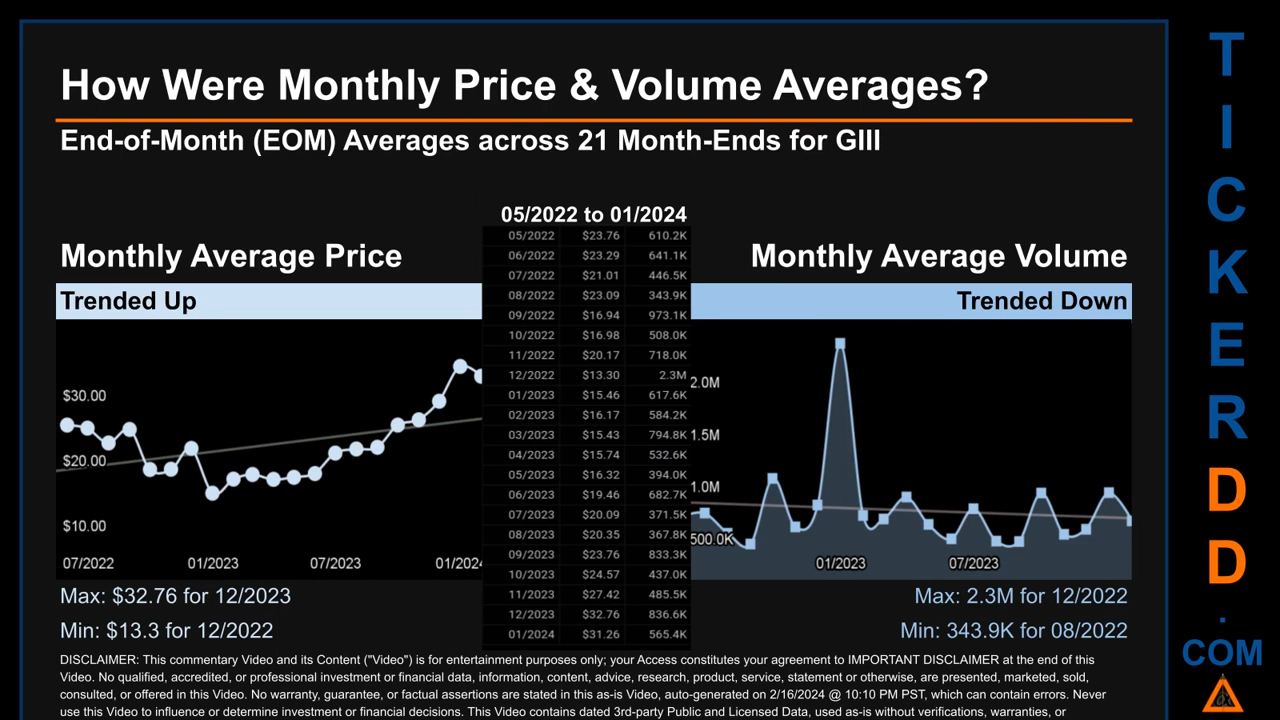 How Were Monthly Price & Volume Averages?
End-of-Month (EOM) Averages across 21 Month-Ends for GIII
05/2022 to 01/2024
Monthly Average Price
Trended Up
$30.00
$20.00
$10.00
07/2022 01/2023 07/2023 01/2024
Max: $32.76 for 12/2023
Min: $13.3 for 12/2022
05/2022 $23.76 610.2K
06/2022 $23.29 641.1K
07/2022 $21.01 446.5K
08/2022 $23.09 343.9K
09/2022 $16.94 973.1K
10/2022 $16.98 508.0K
11/2022 $20.17 718.0K
12/2022 $13.30 2.3M
01/2023 $15.46 617.6K
02/2023 $16.17 584.2K
03/2023 $15.43 794.8K
04/2023 $15.74 532.6K
05/2023 $16.32 394.0K
06/2023 $19.46 682.7K
07/2023 $20.09 371.5K
08/2023 $20.35 367.8K
09/2023 $23.76 833.3K
10/2023 $24.57 437.0K
11/2023 $27.42 485.5K
12/2023 $32.76 836.6K
01/2024 $31.26 565.4K
Monthly Average Volume
Trended Down
2.0M
1.5M
1.0M
500.0K
01/2023 07/2023
Max: 2.3M for 12/2022
Min: 343.9K for 08/2022
DISCLAIMER: This commentary Video and its Content ("Video") is for entertainment purposes only; your Access constitutes your agreement to IMPORTANT DISCLAIMER at the end of this
Video. No qualified, accredited, or professional investment or financial data, information, content, advice, research, product, service, statement or otherwise, are presented, marketed, sold,
consulted, or offered in this Video. No warranty, guarantee, or factual assertions are stated in this as-is Video, auto-generated on 2/16/2024 @ 10:10 PM PST, which can contain errors. Never
use this Video to influence or determine investment or financial decisions. This Video contains dated 3rd-party Public and Licensed Data, used as-is without verifications, warranties, or
T
I
C
K
E
R
D
D
.
COM